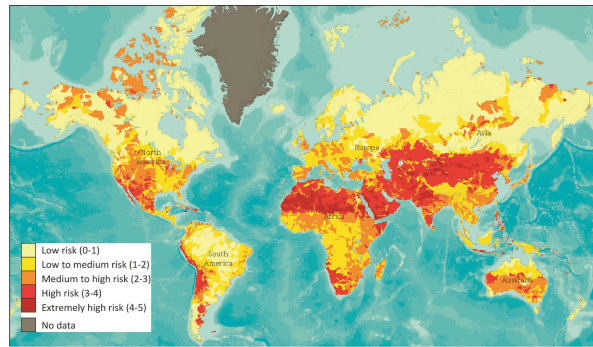 North
America
Europe
Asia
Africa
South
America
Australia
Low risk (0-1)
Low to medium risk (1-2)
Medium to high risk (2-3)
High risk (3-4)
Extremely high risk (4-5)
No data